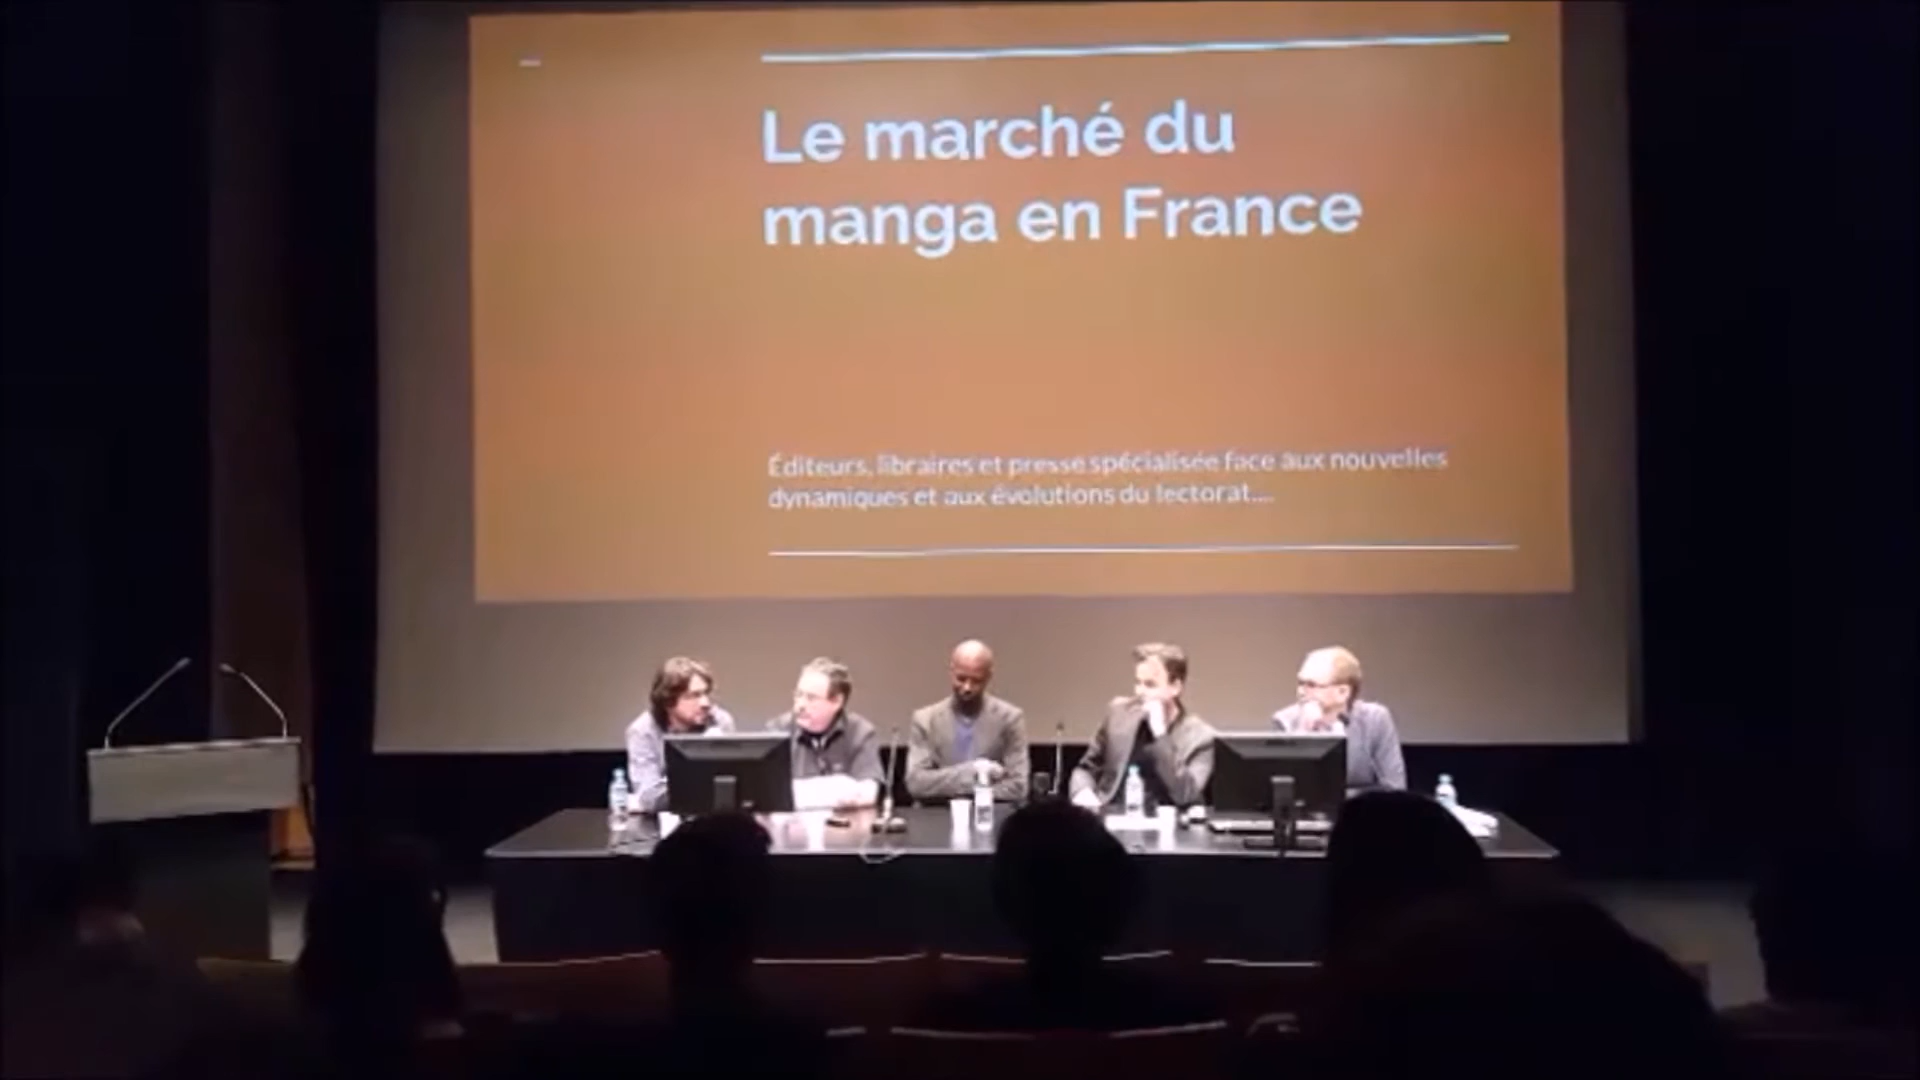 Le marché du
manga en France
Éditeurs, libraires et presse spécialisée face aux nouvelles
dynamiques et aux évolutions du lectorat....